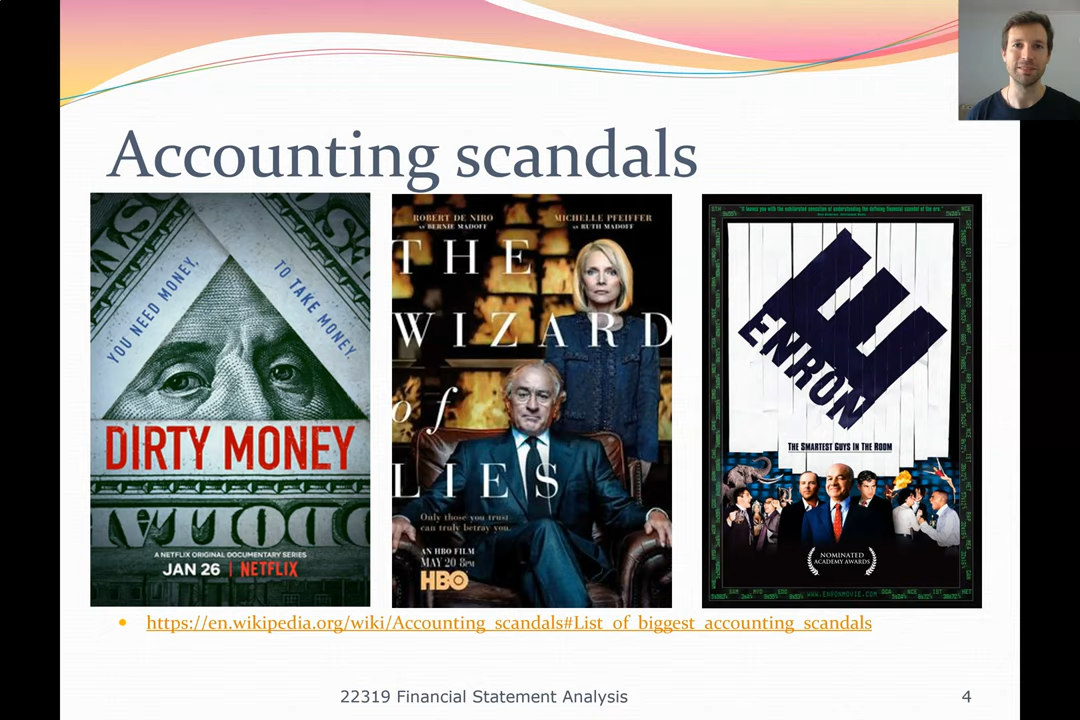 Accounting scandals
YOU NEED MONEY,
TO TAKE MONEY.
DIRTY MONEY
A NETFLIX ORIGINAL DOCUMENTARY SERIES
JAN 26 | NETFLIX
ROBERT DE NIRO
AS BERNIE MADOFF
MICHELLE PFEIFFER
AS RUTH MADOFF
THE
WIZARD
of
LIES
Only those you trust
can truly betray you.
AN HBO FILM
MAY 20 8PM
HBO
E
ENRON
THE SMARTEST GUYS IN THE ROOM
NOMINATED
ACADEMY AWARDS
WWW.ENRONMOVIE.COM
• https://en.wikipedia.org/wiki/Accounting_scandals#List_of_biggest_accounting_scandals
22319 Financial Statement Analysis
4